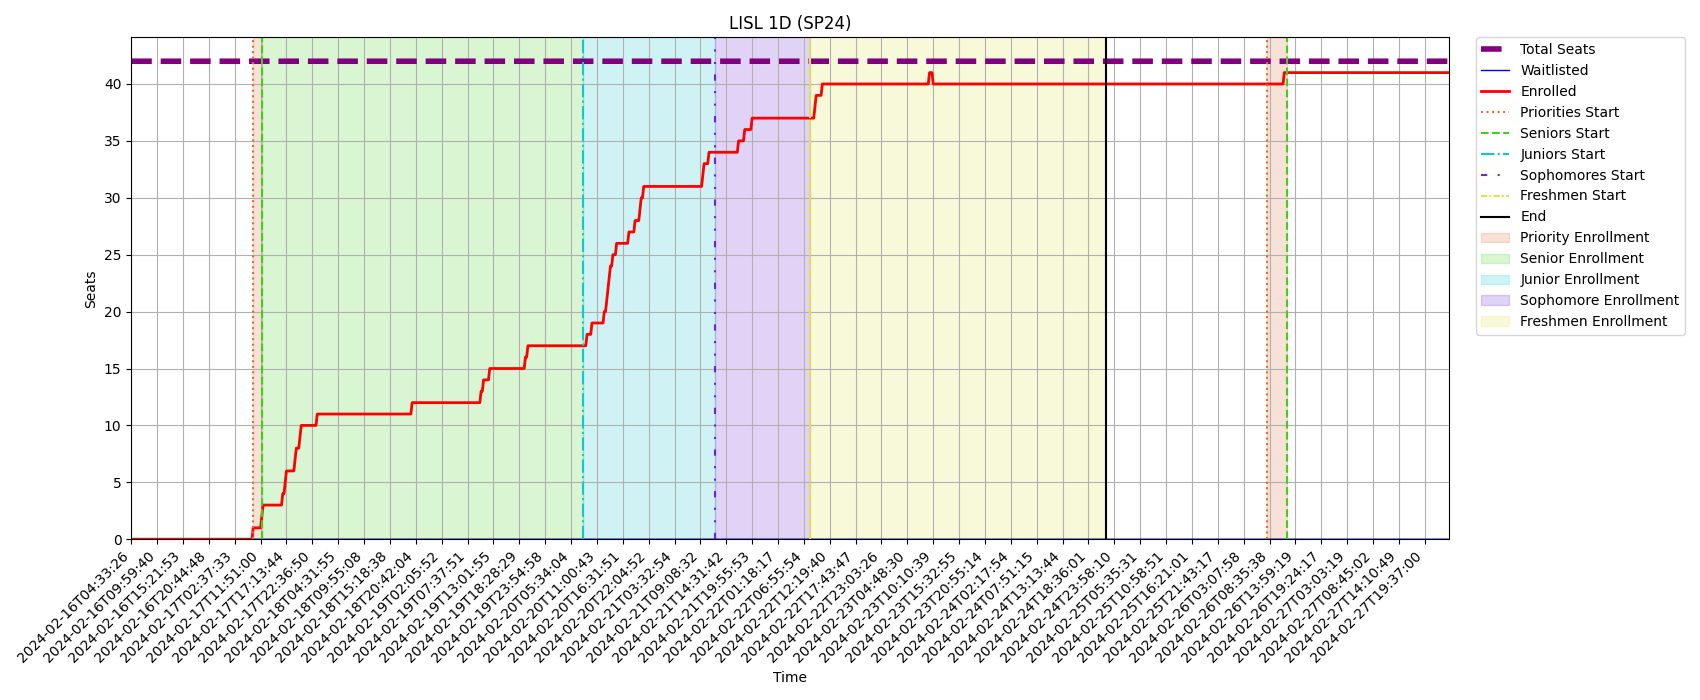 LISL 1D (SP24)
Seats
40
35
30
25
20
15
10
5
0
2024-02-16T04:33:26
2024-02-16T09:59:40
2024-02-16T15:21:53
2024-02-16T20:44:48
2024-02-17T02:37:33
2024-02-17T11:51:00
2024-02-17T17:13:44
2024-02-17T22:36:50
2024-02-18T04:31:55
2024-02-18T09:55:08
2024-02-18T15:18:38
2024-02-18T20:42:04
2024-02-19T02:05:52
2024-02-19T07:37:51
2024-02-19T13:01:55
2024-02-19T18:28:29
2024-02-19T23:54:58
2024-02-20T05:34:04
2024-02-20T11:00:43
2024-02-20T16:31:51
2024-02-20T22:04:52
2024-02-21T03:32:54
2024-02-21T09:08:32
2024-02-21T14:31:42
2024-02-21T19:55:53
2024-02-22T01:18:17
2024-02-22T06:55:54
2024-02-22T12:19:40
2024-02-22T17:43:47
2024-02-22T23:03:26
2024-02-23T04:48:30
2024-02-23T10:10:39
2024-02-23T15:32:55
2024-02-23T20:55:14
2024-02-24T02:17:54
2024-02-24T07:51:15
2024-02-24T13:13:44
2024-02-24T18:36:01
2024-02-24T23:58:10
2024-02-25T05:35:31
2024-02-25T10:58:51
2024-02-25T16:21:01
2024-02-25T21:43:17
2024-02-26T03:07:58
2024-02-26T08:35:38
2024-02-26T13:59:19
2024-02-26T19:24:17
2024-02-27T03:03:19
2024-02-27T08:45:02
2024-02-27T14:10:49
2024-02-27T19:37:00
Time
Total Seats
Waitlisted
Enrolled
Priorities Start
Seniors Start
Juniors Start
Sophomores Start
Freshmen Start
End
Priority Enrollment
Senior Enrollment
Junior Enrollment
Sophomore Enrollment
Freshmen Enrollment